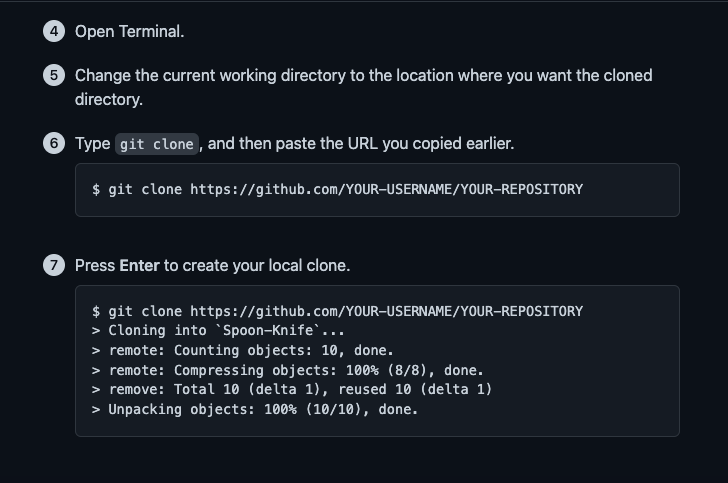 4 Open Terminal.
5 Change the current working directory to the location where you want the cloned
directory.
6 Type git clone, and then paste the URL you copied earlier.
$ git clone https://github.com/YOUR-USERNAME/YOUR-REPOSITORY
7 Press Enter to create your local clone.
$ git clone https://github.com/YOUR-USERNAME/YOUR-REPOSITORY
> Cloning into `Spoon-Knife`...
> remote: Counting objects: 10, done.
> remote: Compressing objects: 100% (8/8), done.
> remove: Total 10 (delta 1), reused 10 (delta 1)
> Unpacking objects: 100% (10/10), done.